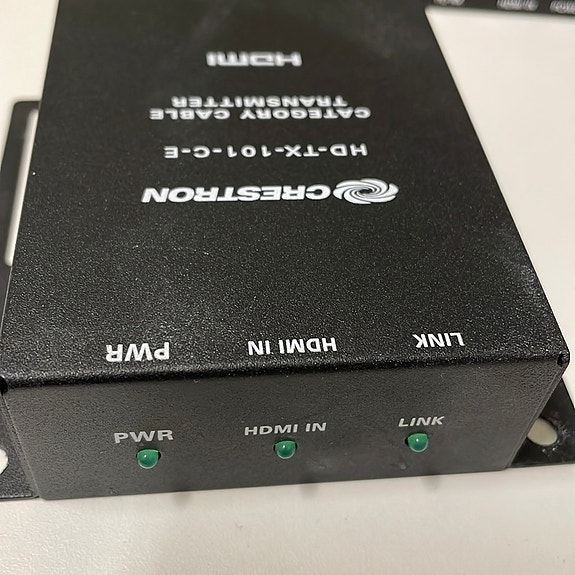 HDMI
CATEGORY CABLE
TRANSMITTER
HD-TX-101-C-E
CRESTRON
PWR HDMI IN LINK
PWR HDMI IN LINK